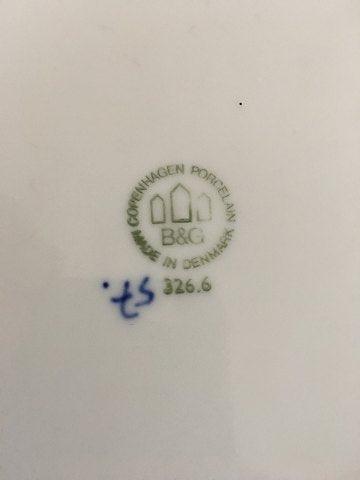 COPENHAGEN PORCELAIN
B&G
MADE IN DENMARK
326.6